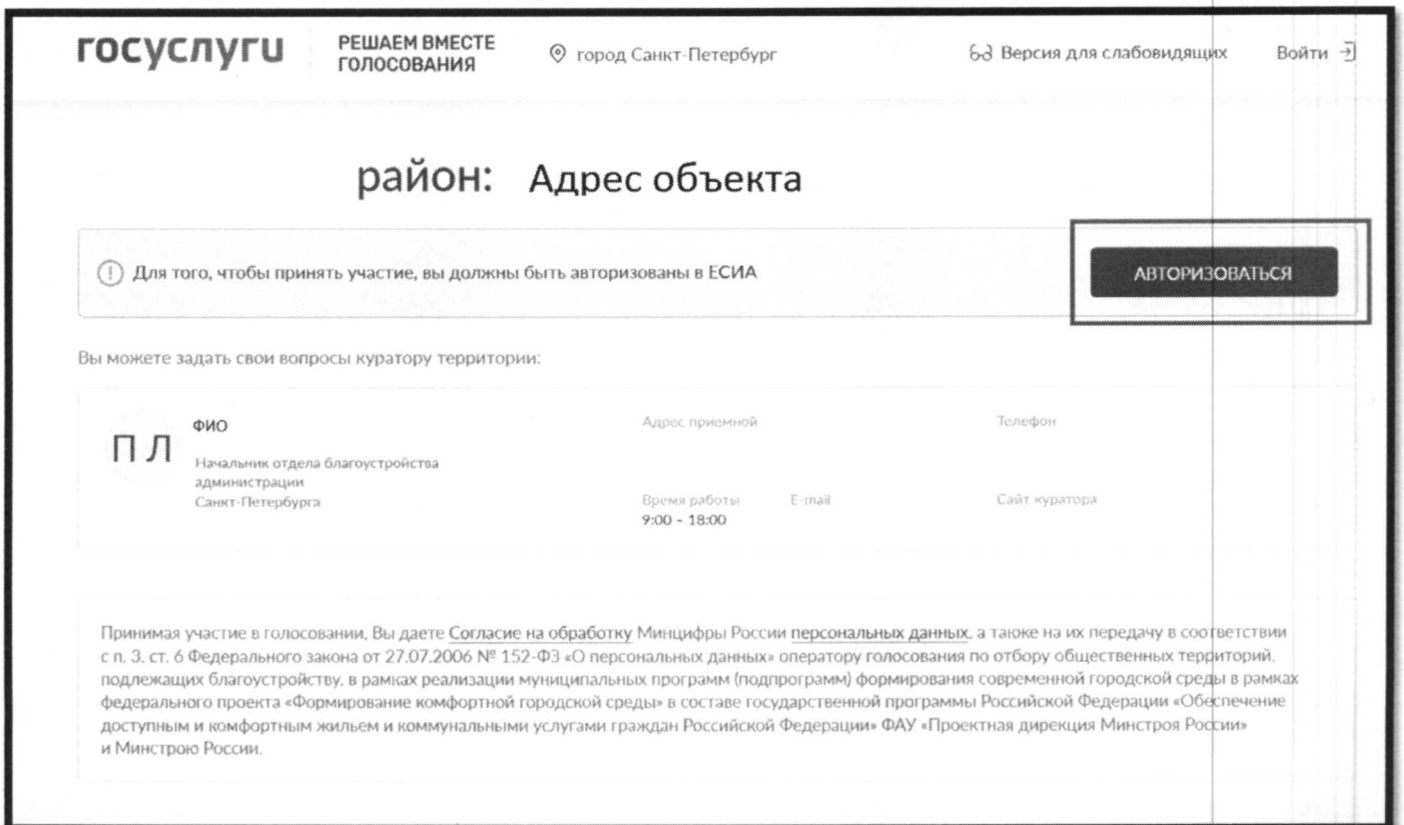 госуслуги
РЕШАЕМ ВМЕСТЕ
ГОЛОСОВАНИЯ
город Санкт-Петербург
Версия для слабовидящих
Войти
район: Адрес объекта
Для того, чтобы принять участие, вы должны быть авторизованы в ЕСИА
АВТОРИЗОВАТЬСЯ
Вы можете задать свои вопросы куратору территории:
П Л
ФИО
Начальник отдела благоустройства
администрации
Санкт-Петербурга
Адрес приемной
Телефон
Время работы
9:00 – 18:00
E-mail
Сайт куратора
Принимая участие в голосовании, Вы даете Согласие на обработку Минцифры России персональных данных, а также на их передачу в соответствии
с п. 3. ст. 6 Федерального закона от 27.07.2006 № 152-ФЗ «О персональных данных» оператору голосования по отбору общественных территорий,
подлежащих благоустройству, в рамках реализации муниципальных программ (подпрограмм) формирования современной городской среды в рамках
федерального проекта «Формирование комфортной городской среды» в составе государственной программы Российской Федерации «Обеспечение
доступным и комфортным жильем и коммунальными услугами граждан Российской Федерации» ФАУ «Проектная дирекция Минстроя России»
и Минстрою России.